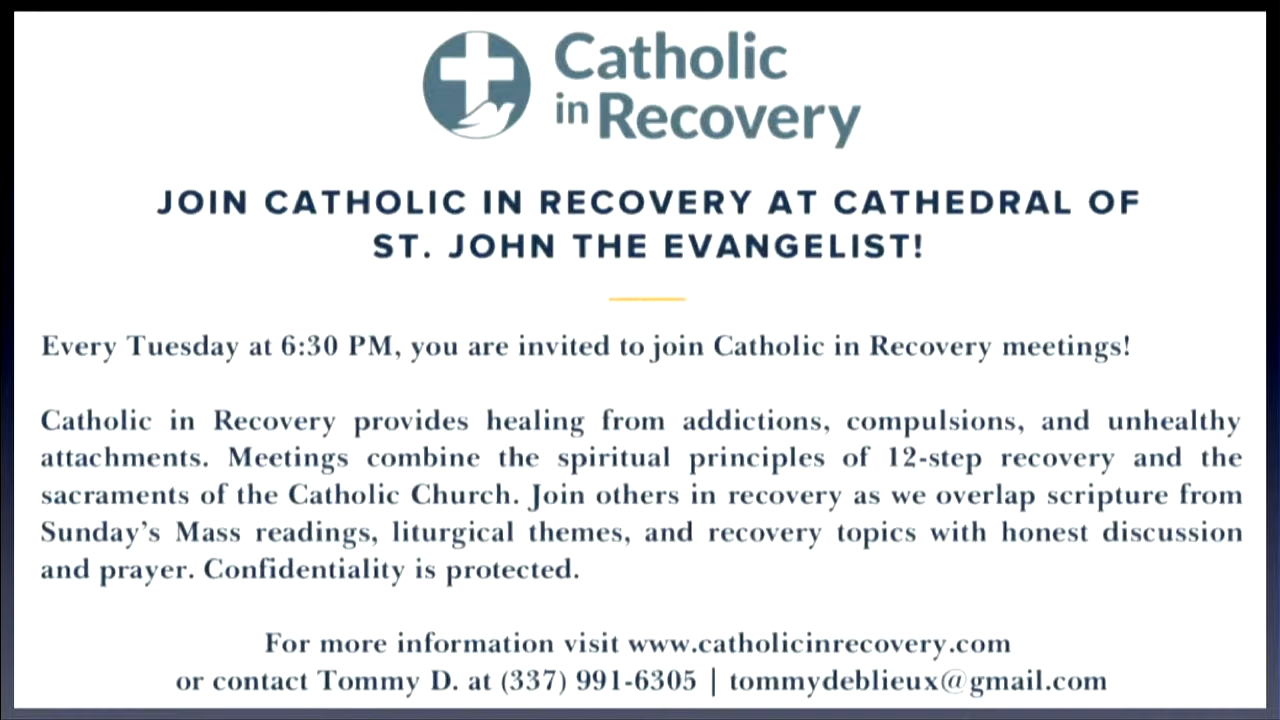 Catholic
in Recovery
JOIN CATHOLIC IN RECOVERY AT CATHEDRAL OF
ST. JOHN THE EVANGELIST!
Every Tuesday at 6:30 PM, you are invited to join Catholic in Recovery meetings!
Catholic in Recovery provides healing from addictions, compulsions, and unhealthy
attachments. Meetings combine the spiritual principles of 12-step recovery and the
sacraments of the Catholic Church. Join others in recovery as we overlap scripture from
Sunday’s Mass readings, liturgical themes, and recovery topics with honest discussion
and prayer. Confidentiality is protected.
For more information visit www.catholicinrecovery.com
or contact Tommy D. at (337) 991-6305 | tommydeblieux@gmail.com